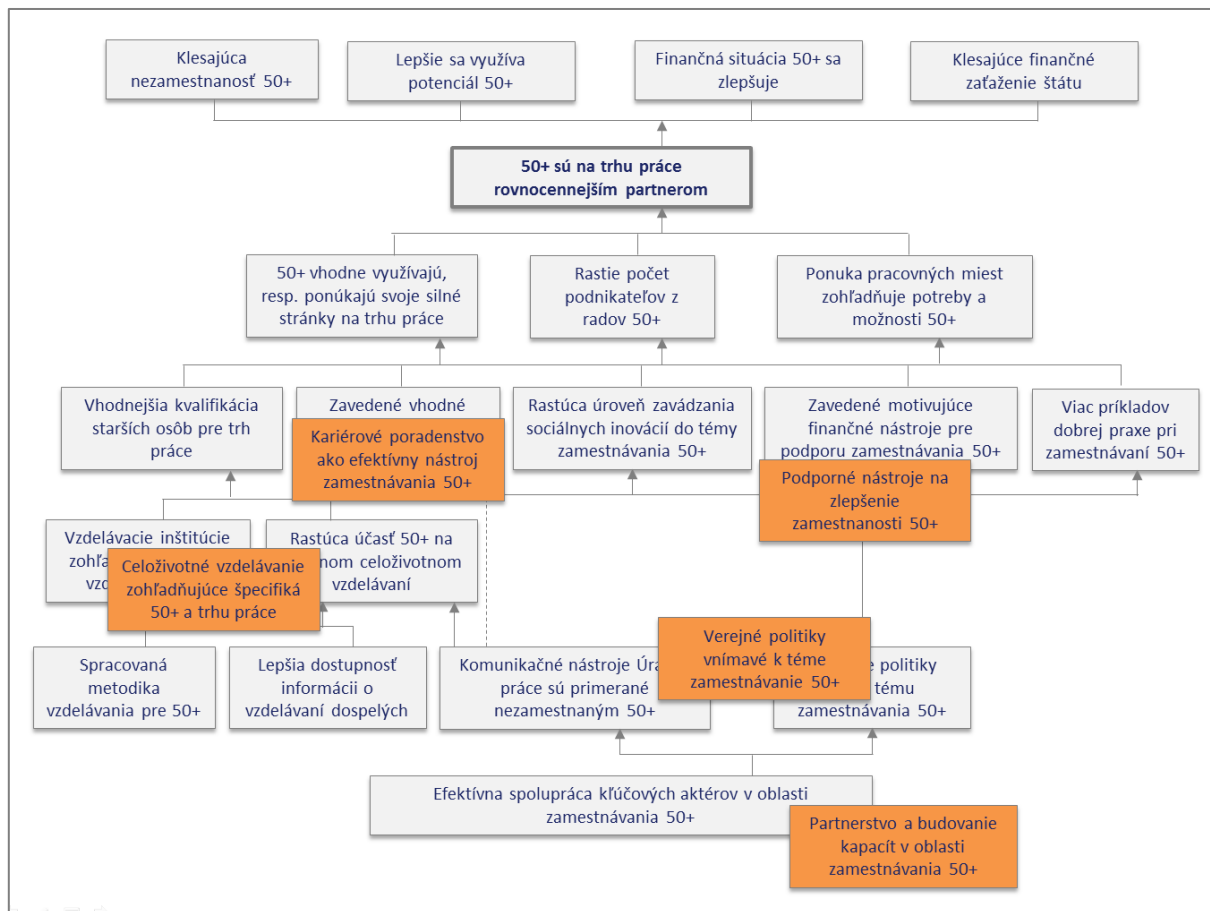 Klesajúca
nezamestnanosť 50+
Lepšie sa využíva
potenciál 50+
Finančná situácia 50+ sa
zlepšuje
Klesajúce finančné
zaťaženie štátu
50+ sú na trhu práce
rovnocennejším partnerom
50+ vhodne využívajú,
resp. ponúkajú svoje silné
stránky na trhu práce
Rastie počet
podnikateľov z
radov 50+
Ponuka pracovných miest
zohľadňuje potreby a
možnosti 50+
Vhodnejšia kvalifikácia
starších osôb pre trh
práce
Zavedené vhodné
Kariérové poradenstvo
ako efektívny nástroj
zamestnávania 50+
Rastúca úroveň zavádzania
sociálnych inovácií do témy
zamestnávania 50+
Zavedené motivujúce
finančné nástroje pre
podporu zamestnávania 50+
Viac príkladov
dobrej praxe pri
zamestnávaní 50+
Podporné nástroje na
zlepšenie
zamestnanosti 50+
Vzdelávacie inštitúcie
Rastúca účasť 50+ na
celoživotnom
vzdelávaní
Celoživotné vzdelávanie
zohľadňujúce špecifiká
50+ a trhu práce
Spracovaná
metodika
vzdelávania pre 50+
Lepšia dostupnosť
informácii o
vzdelávaní dospelých
Komunikačné nástroje
práce sú primerané
nezamestnaným 50+
Verejné politiky
vnímavé k téme
zamestnávanie 50+
politiky
tému
zamestnávania 50+
Efektívna spolupráca kľúčových aktérov v oblasti
zamestnávania 50+
Partnerstvo a budovanie
kapacít v oblasti
zamestnávania 50+